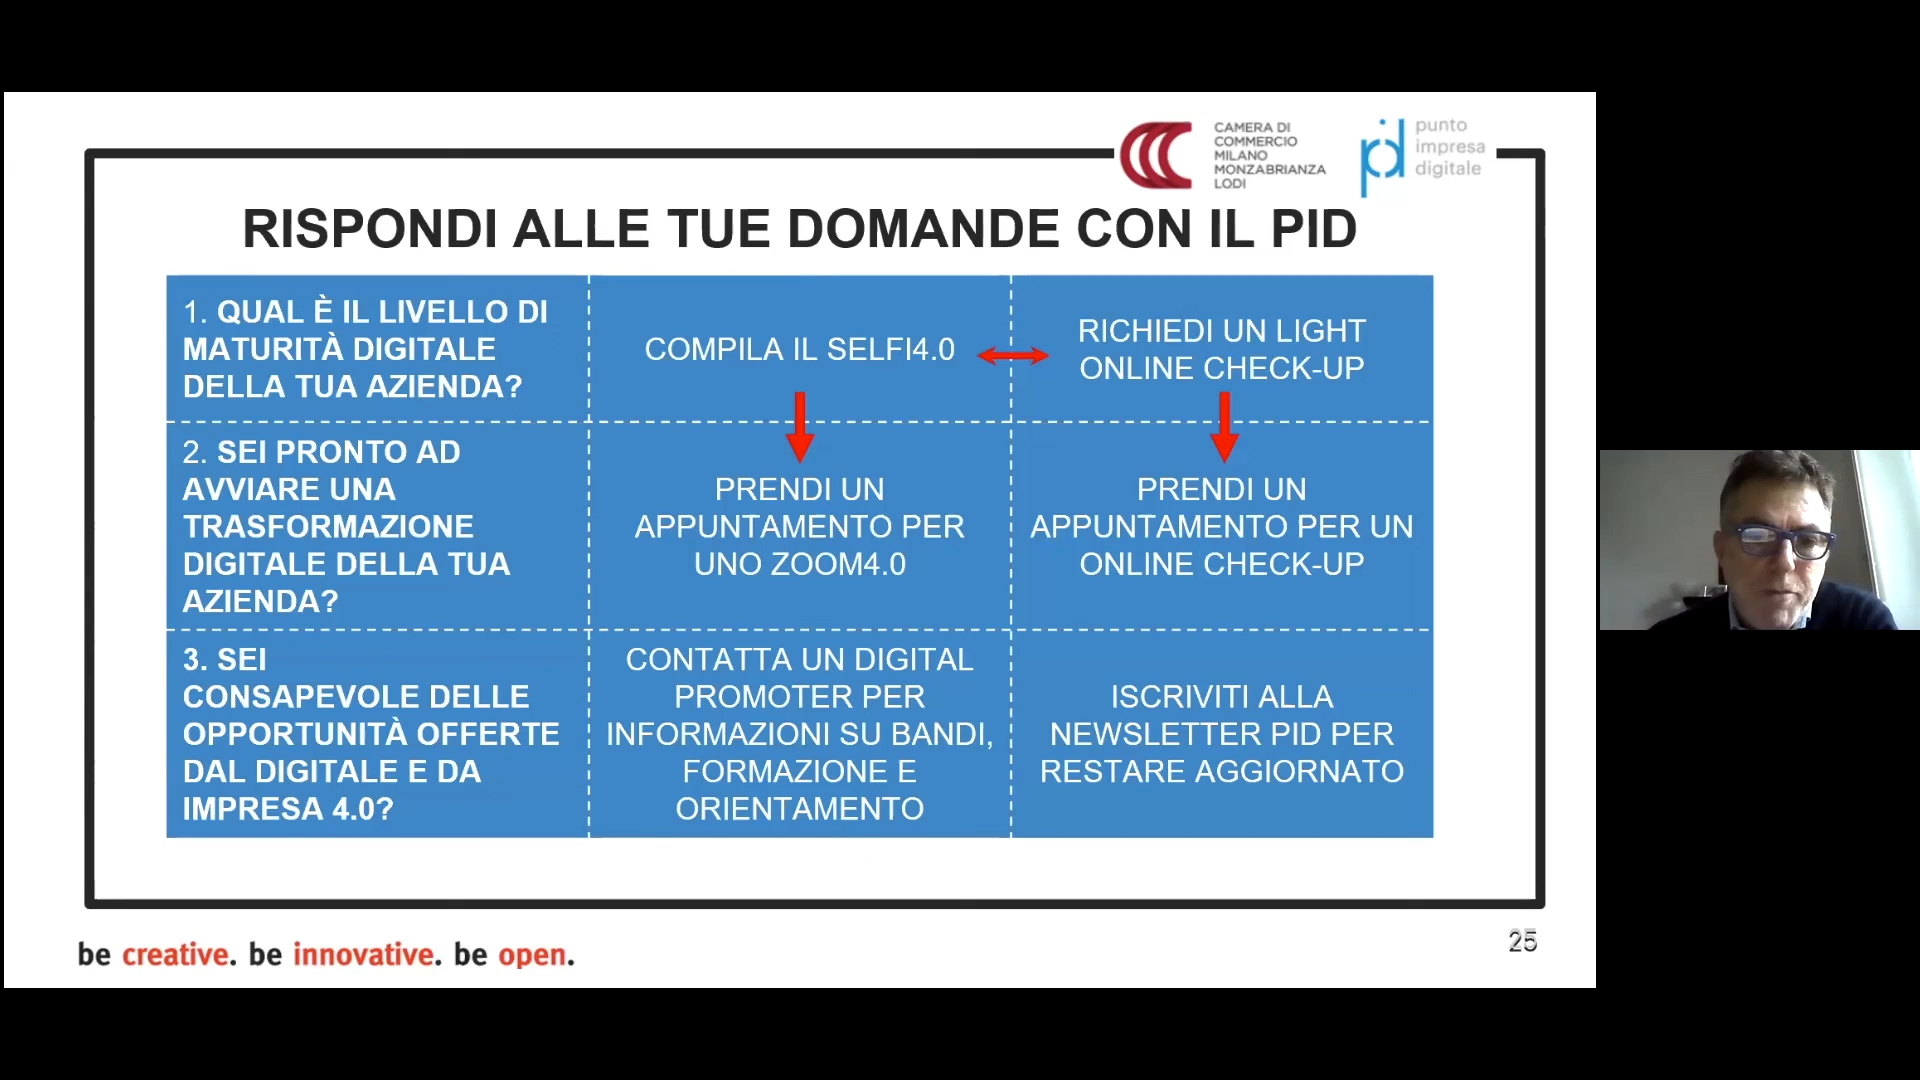 CAMERA DI
COMMERCIO
MILANO
MONZABRIANZA
LODI
punto
impresa
digitale
RISPONDI ALLE TUE DOMANDE CON IL PID
1. QUAL È IL LIVELLO DI
MATURITÀ DIGITALE
DELLA TUA AZIENDA?
COMPILA IL SELFI4.0
RICHIEDI UN LIGHT
ONLINE CHECK-UP
2. SEI PRONTO AD
AVVIARE UNA
TRASFORMAZIONE
DIGITALE DELLA TUA
AZIENDA?
PRENDI UN
APPUNTAMENTO PER
UNO ZOOM4.0
PRENDI UN
APPUNTAMENTO PER UN
ONLINE CHECK-UP
3. SEI
CONSAPEVOLE DELLE
OPPORTUNITÀ OFFERTE
DAL DIGITALE E DA
IMPRESA 4.0?
CONTATTA UN DIGITAL
PROMOTER PER
INFORMAZIONI SU BANDI,
FORMAZIONE E
ORIENTAMENTO
ISCRIVITI ALLA
NEWSLETTER PID PER
RESTARE AGGIORNATO
be creative. be innovative. be open.
25